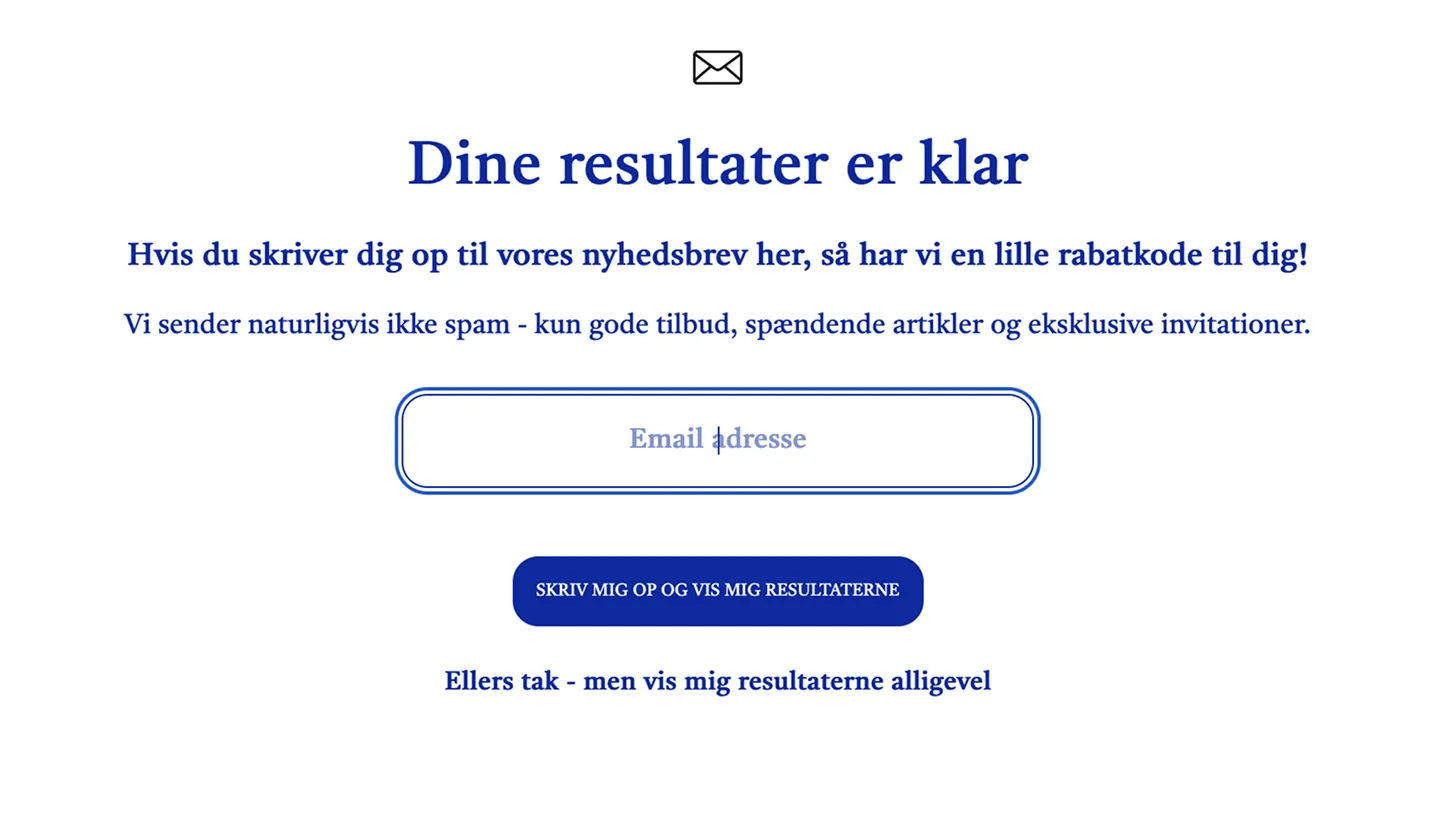 Dine resultater er klar
Hvis du skriver dig op til vores nyhedsbrev her, så har vi en lille rabatkode til dig!
Vi sender naturligvis ikke spam - kun gode tilbud, spændende artikler og eksklusive invitationer.
Email adresse
SKRIV MIG OP OG VIS MIG RESULTATERNE
Ellers tak - men vis mig resultaterne alligevel